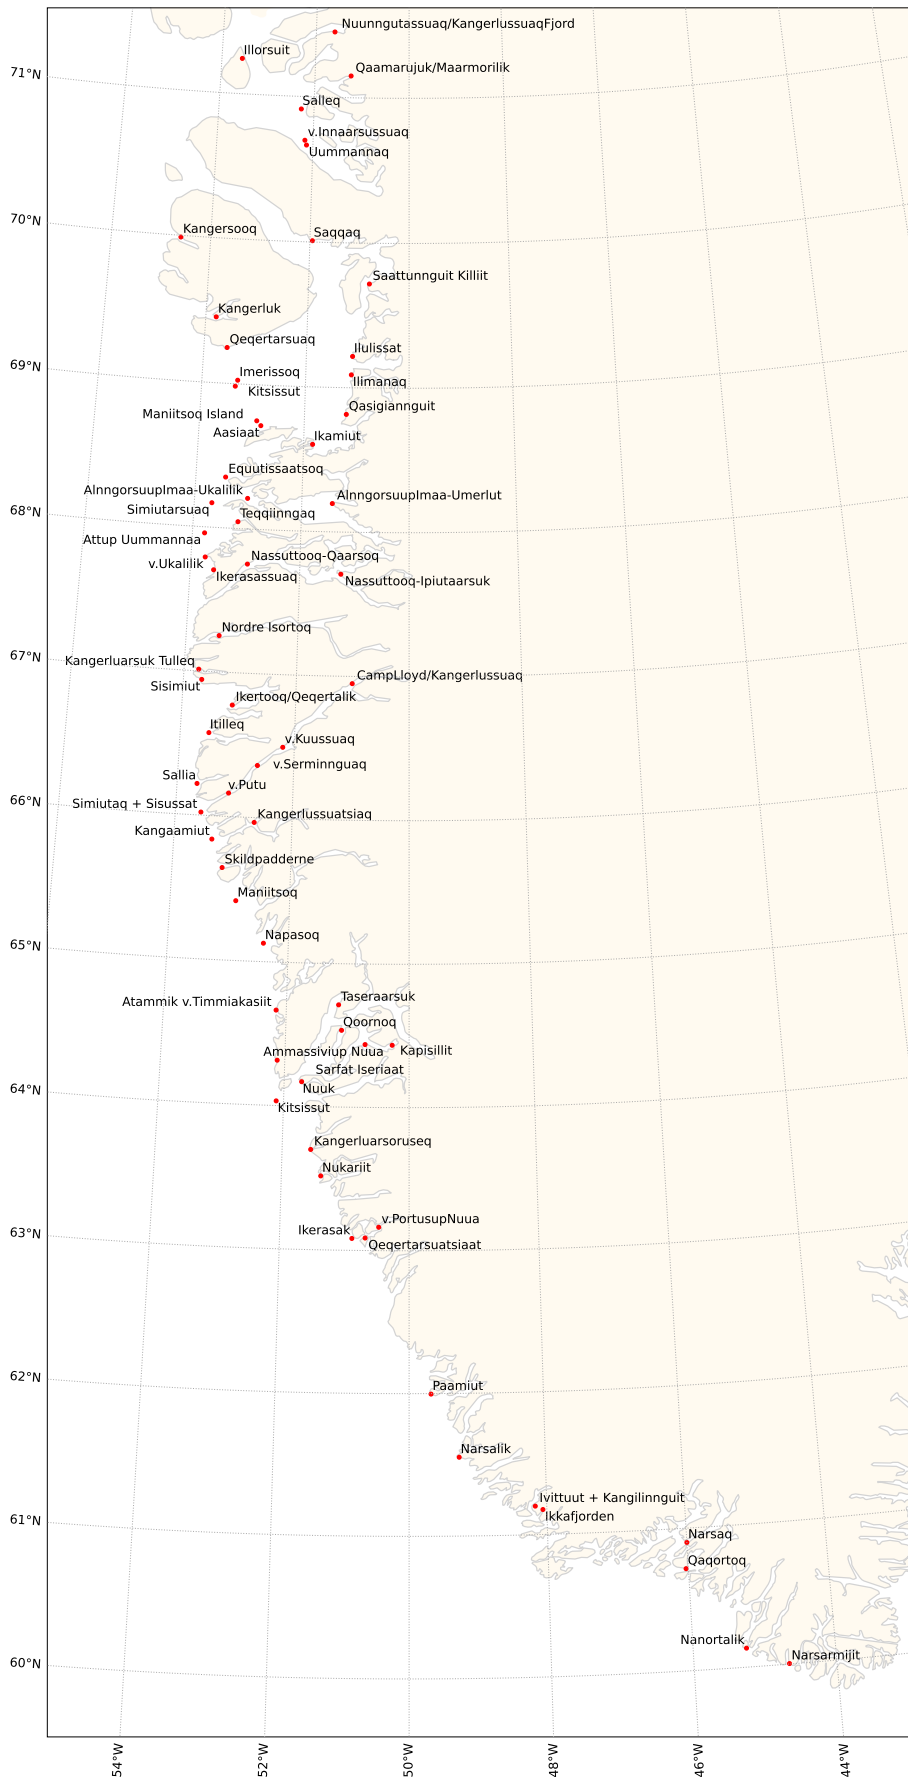 Nuunngutassuaq/KangerlussuaqFjord
Illorsuit
Qaamarujuk/Maarmorilik
71°N
Salleq
v.Innaarsussuaq
Uummannaq
70°N
Kangersooq
Saqqaq
Saattunnguit Killiit
Kangerluk
Qeqertarsuaq
Ilulissat
69°N
Imerissoq
Ilimanaq
Kitsissut
Qasigiannguit
Maniitsoq Island
Aasiaat
Ikamiut
Equutissaatsoq
Alnngorsuuplmaa-Ukalilik
Alnngorsuuplmaa-Umerlut
Simiutarsuaq
68°N
Teqqiinngaq
Attup Uummannaa
Nassuttooq-Qaarsoq
v.Ukalilik
Ikerasassuaq
Nassuttooq-Ipiutaarsuk
Nordre Isortoq
67°N
Kangerluarsuk Tulleq
CampLloyd/Kangerlussuaq
Sisimiut
Ikertooq/Qeqertalik
Itilleq
v.Kuussuaq
v.Serminnguaq
Sallia
v.Putu
66°N
Simiutaq + Sisussat
Kangerlussuatsiaq
Kangaamiut
Skildpadderne
Maniitsoq
65°N
Napasoq
Taseraarsuk
Atammik v.Timmiakasiit
Qoornoq
Ammassiviup Nuua
Kapisillit
Sarfat Iseriaat
64°N
Nuuk
Kitsissut
Kangerluarsoruseq
Nukariit
v.PortusupNuua
63°N
Ikerasak
Qeqertarsuatsiaat
62°N
Paamiut
Narsalik
Ivittuut + Kangilinnguit
Ikkafjorden
61°N
Narsaq
Qaqortoq
Nanortalik
Narsarmijit
60°N
54°W
52°W
50°W
48°W
46°W
44°W